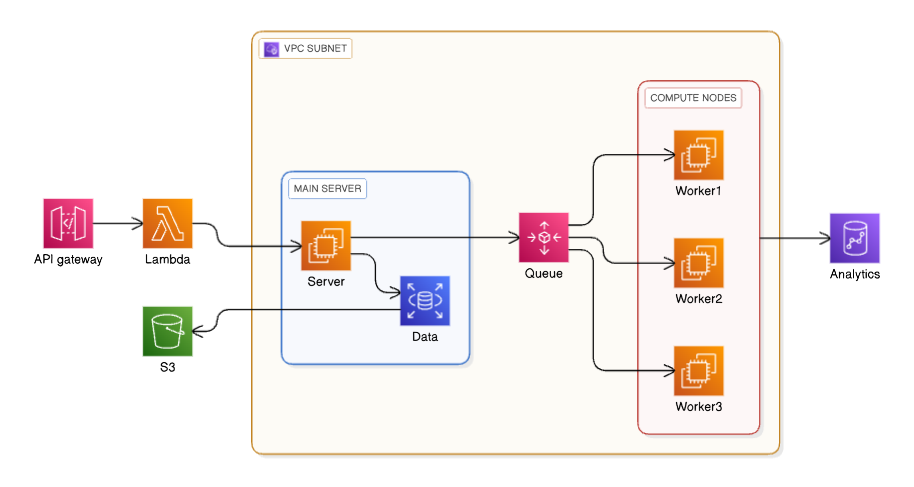 VPC SUBNET
COMPUTE NODES
MAIN SERVER
Worker1
API gateway
Lambda
Server
Queue
Analytics
Worker2
Data
S3
Worker3